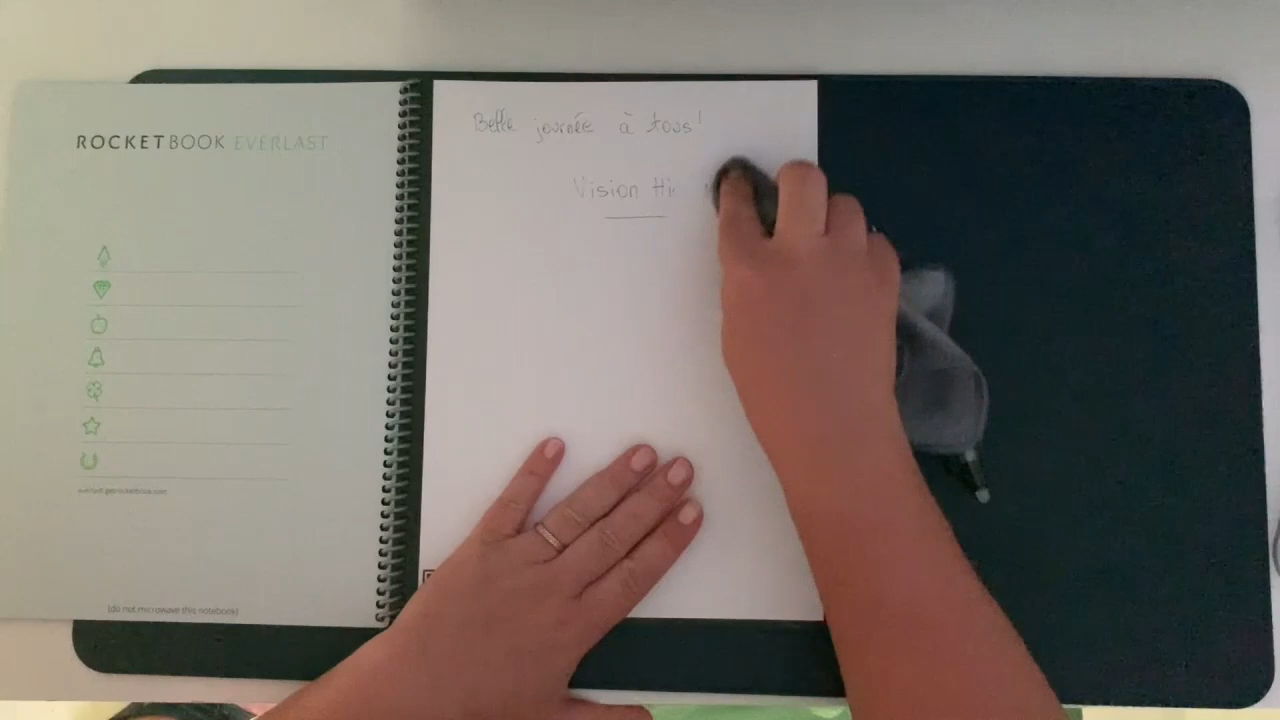 ROCKETBOOK EVERLAST
(do not microwave this notebook)
Belle journée à tous!
Vision Hi